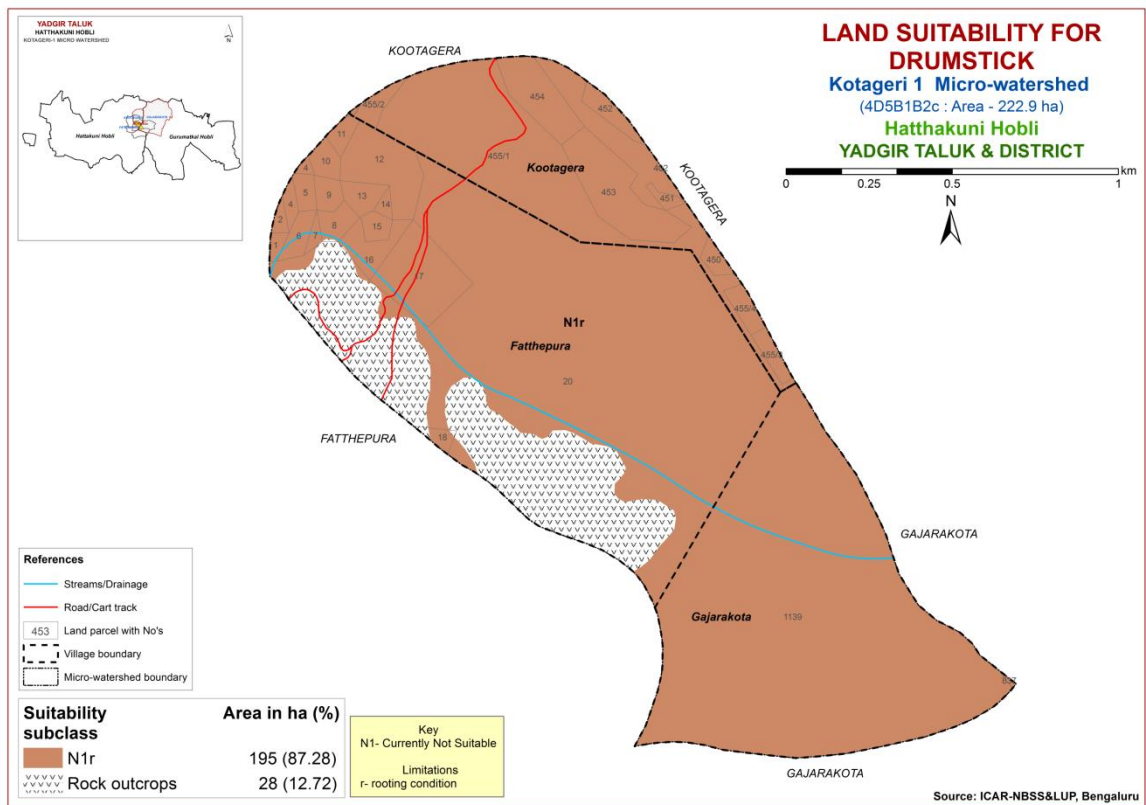 YADGIR TALUK
HATTHAKUNI HOBLI
KOTAGERI-1 MICRO WATERSHED
N
Hattakuni Hobli
Gurumatkal Hobli
LAND SUITABILITY FOR
DRUMSTICK
Kotageri 1 Micro-watershed
(4D5B1B2c : Area - 222.9 ha)
Hatthakuni Hobli
YADGIR TALUK & DISTRICT
km
0 0.25 0.5 1
N
KOOTAGERA
455/2
454
452
11
455/1
10
12
4
Kootagera
453
451
KOOTAGERA
5
9
13
4
14
2
15
8
6
7
1
16
17
450
455/4
N1r
Fatthepura
20
FATTHEPURA
18
GAJARAKOTA
Gajarakota
1139
GAJARAKOTA
References
Streams/Drainage
Road/Cart track
453 Land parcel with No's
Village boundary
Micro-watershed boundary
Suitability subclass
Area in ha (%)
N1r 195 (87.28)
Rock outcrops 28 (12.72)
Key
N1- Currently Not Suitable
Limitations
r- rooting condition
Source: ICAR-NBSS&LUP, Bengaluru